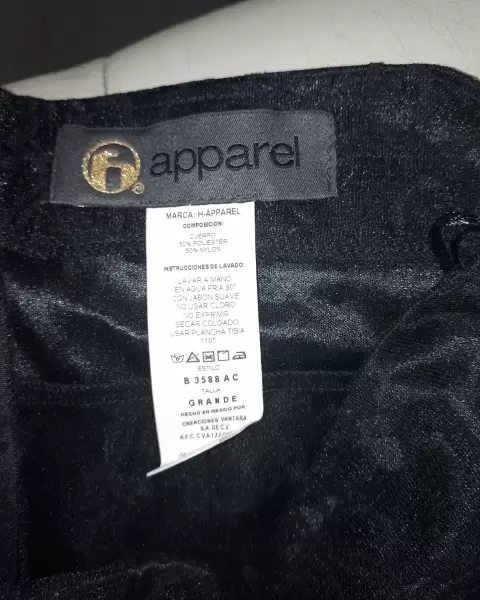 h apparel
®
MARCA: H-APPAREL
COMPOSICION:
CUERPO
50% POLIESTER
50% NYLON
INSTRUCCIONES DE LAVADO:
LAVAR A MANO
EN AGUA FRIA 30°
CON JABON SUAVE
NO USAR CLORO
NO EXPRIMIR
SECAR COLGADO
USAR PLANCHA TIBIA
110°
ESTILO
B 3588 AC
TALLA
GRANDE
HECHO EN MEXICO POR:
CREACIONES VANTARA
S.A. DE C.V
R.F.C. CVA